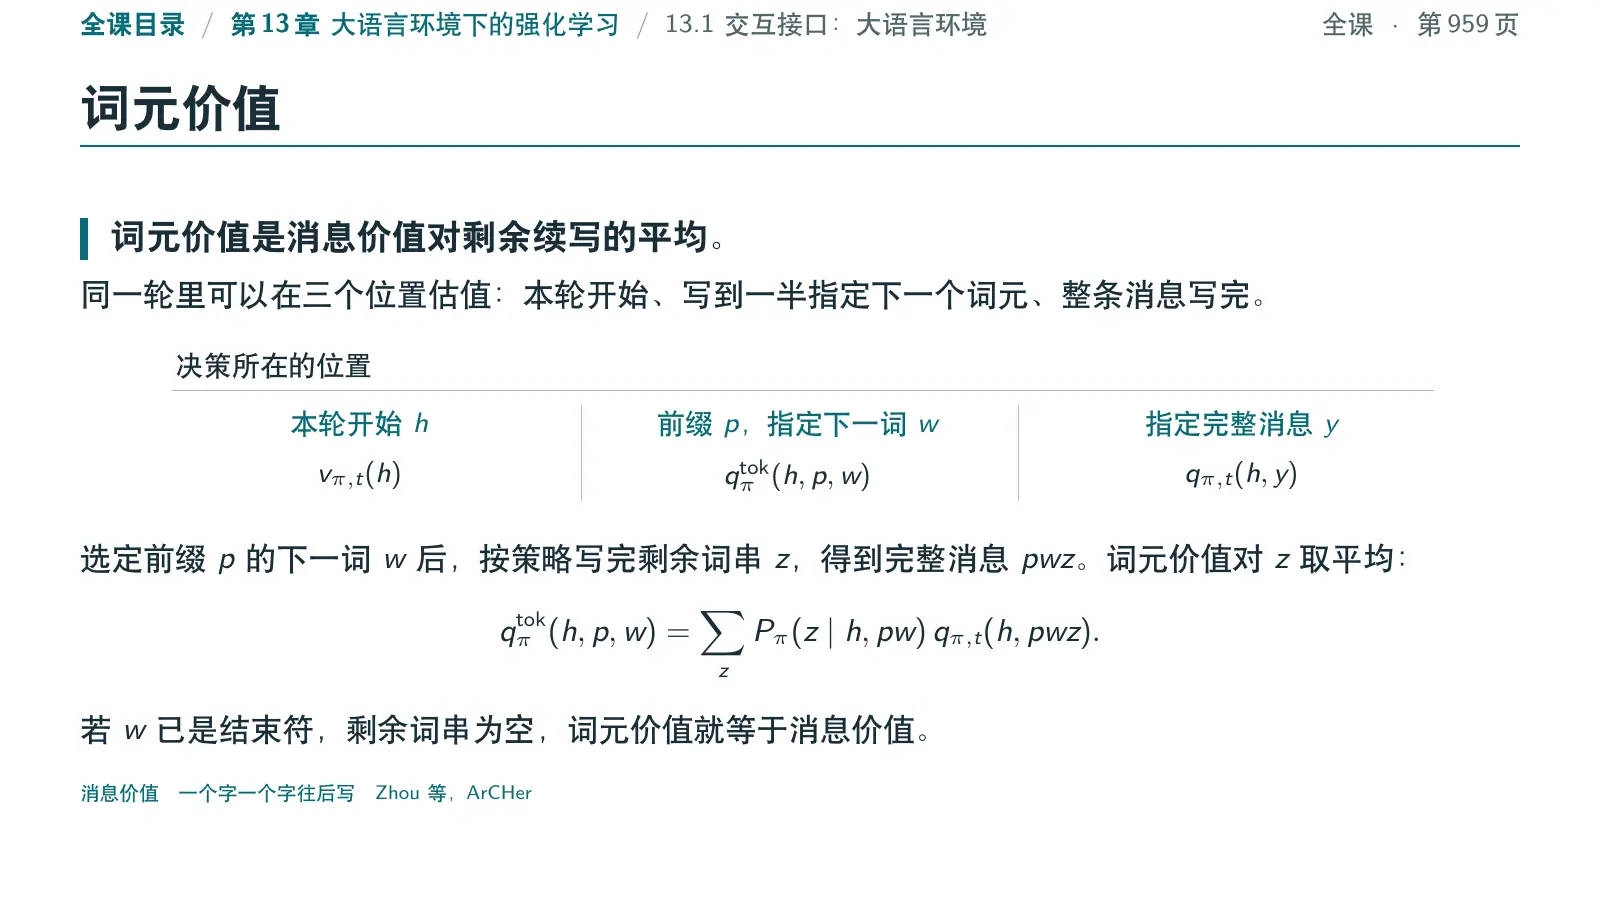 全课目录 / 第 13 章 大语言环境下的强化学习 / 13.1 交互接口：大语言环境
全课 · 第 959 页
词元价值
词元价值是消息价值对剩余续写的平均。
同一轮里可以在三个位置估值：本轮开始、写到一半指定下一个词元、整条消息写完。
决策所在的位置
本轮开始 h
v_{π,t}(h)
前缀 p，指定下一词 w
q_π^{tok}(h, p, w)
指定完整消息 y
q_{π,t}(h, y)
选定前缀 p 的下一词 w 后，按策略写完剩余词串 z，得到完整消息 pwz。词元价值对 z 取平均：
q_π^{tok}(h, p, w) = ∑_z P_π(z | h, pw) q_{π,t}(h, pwz).
若 w 已是结束符，剩余词串为空，词元价值就等于消息价值。
消息价值 一个字一个字往后写 Zhou 等，ArCHer